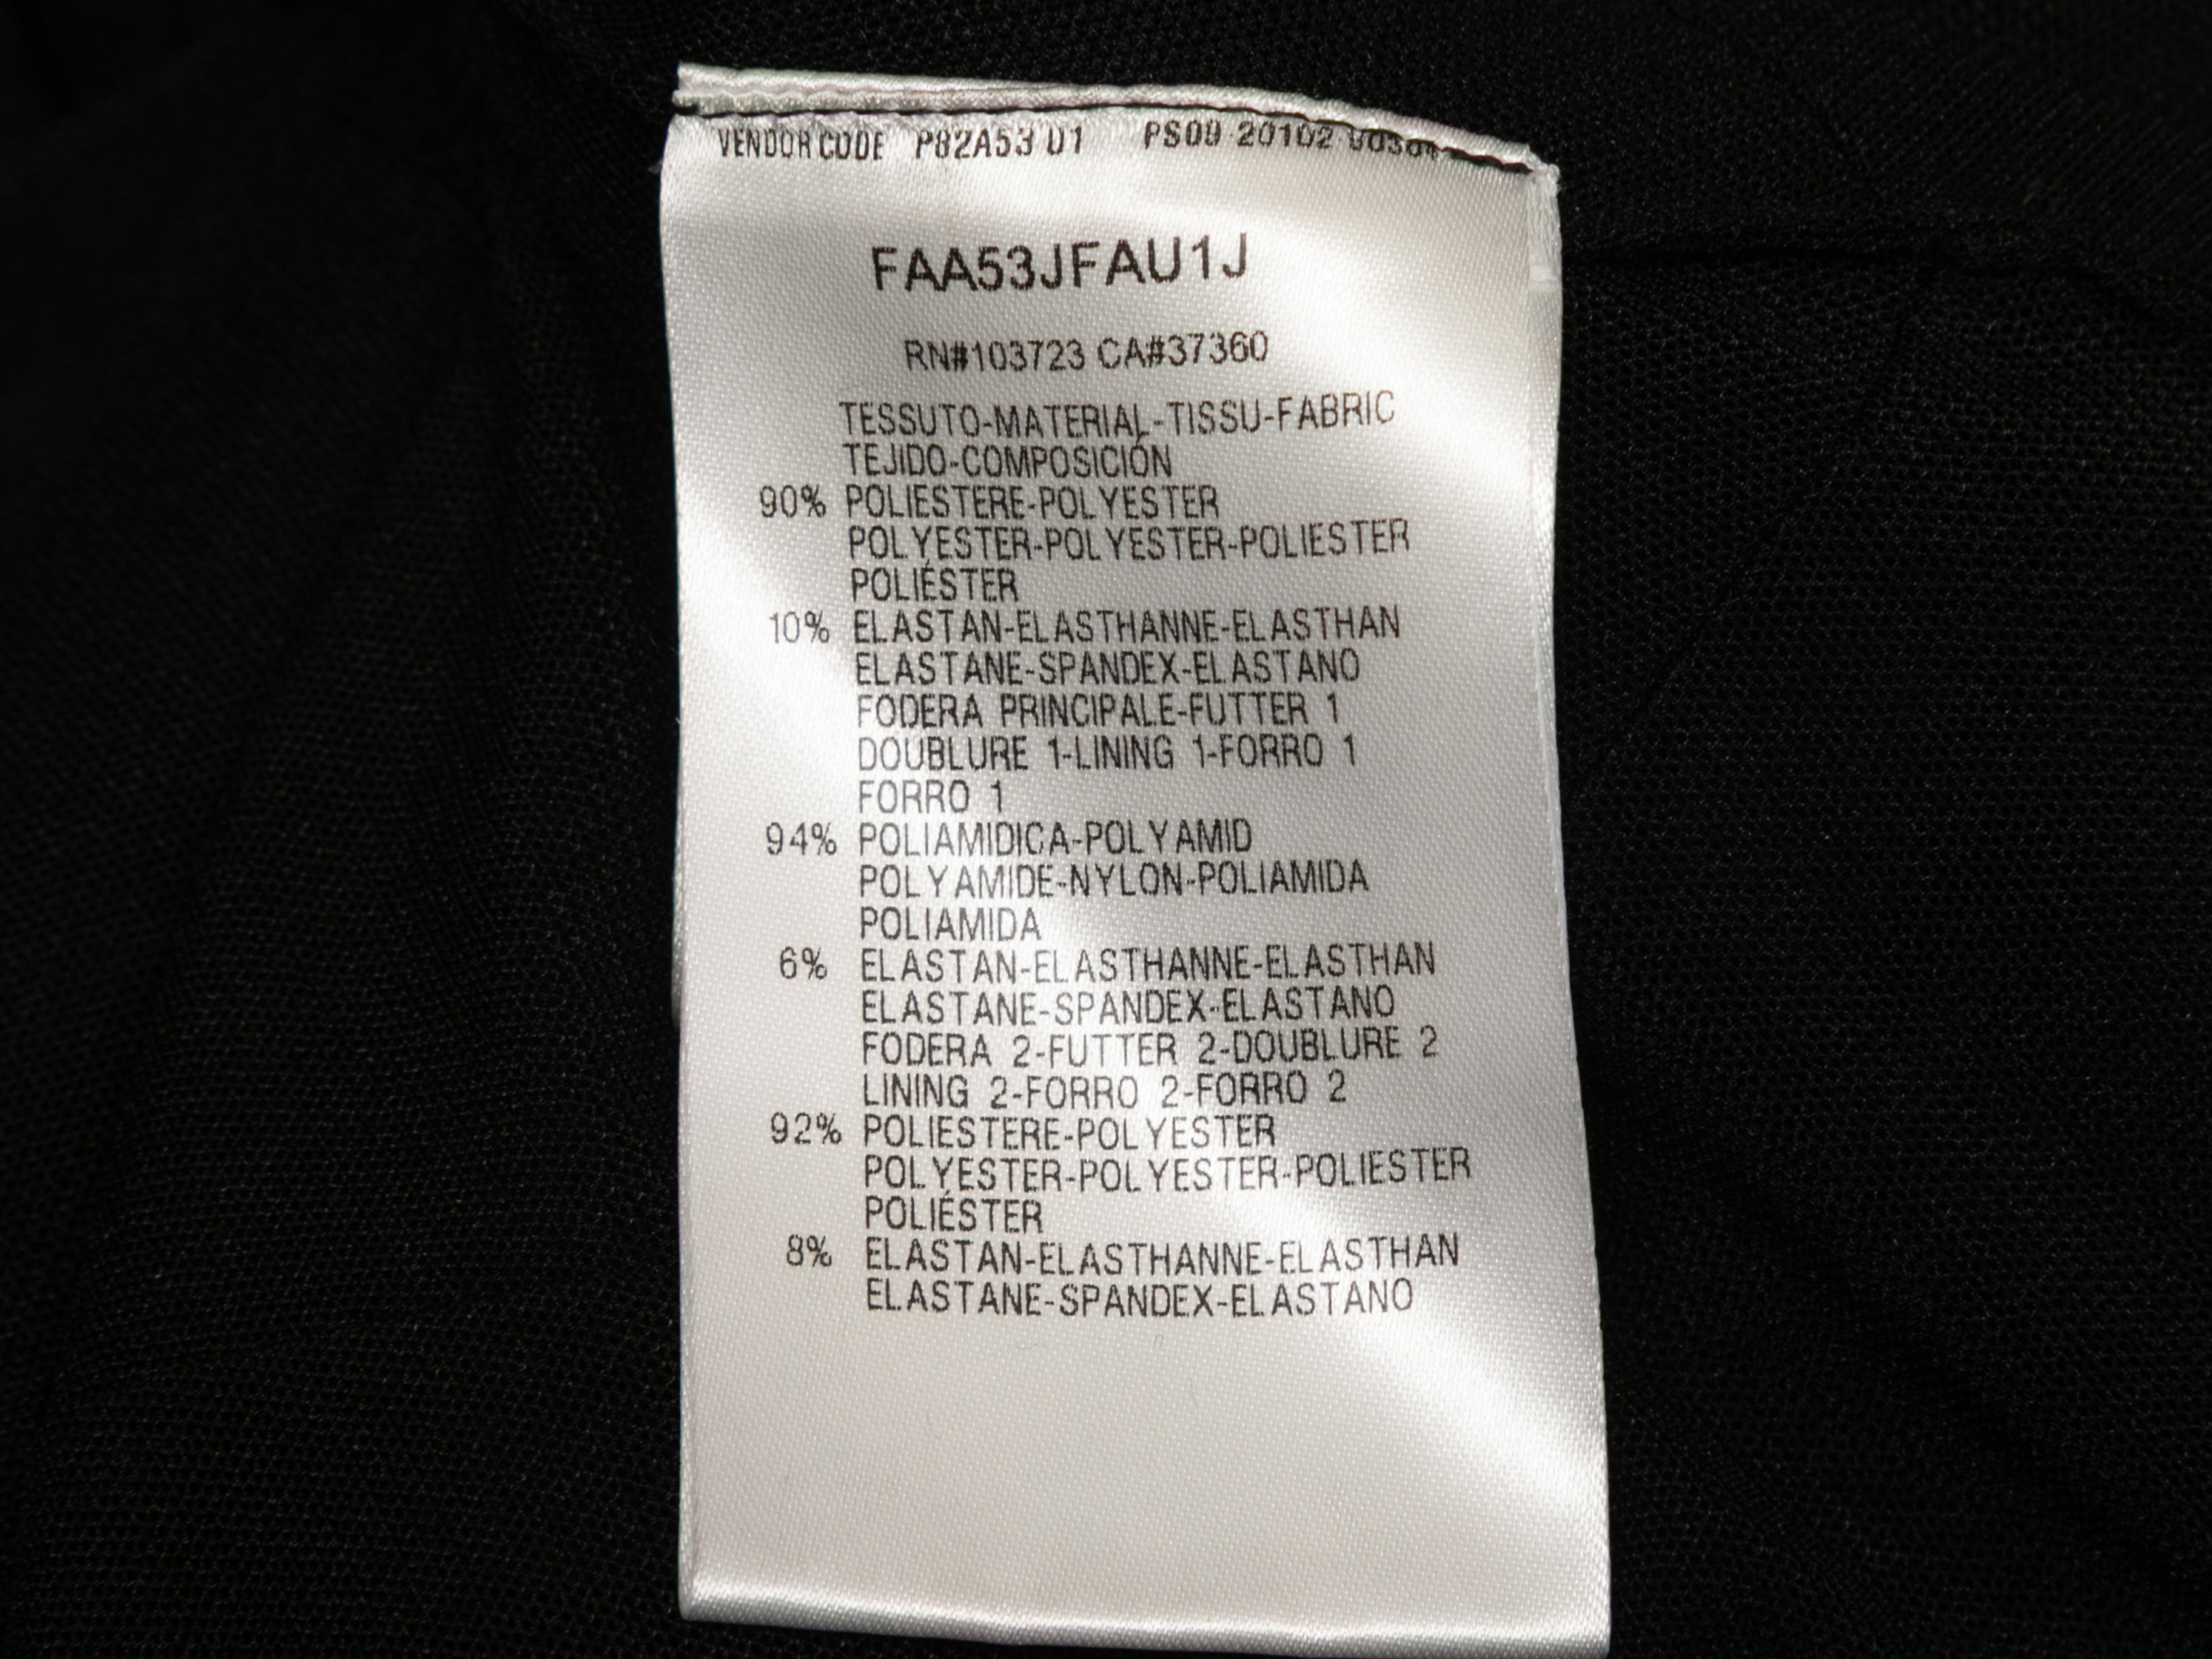 VENDOR CODE P82A53 01 PS09 20102
FAA53JFAU1J
RN#103723 CA#37360
TESSUTO-MATERIAL-TISSU-FABRIC
TEJIDO-COMPOSICIÓN
90% POLIESTERE-POLYESTER
POLYESTER-POLYESTER-POLIESTER
POLIÉSTER
10% ELASTAN-ELASTHANNE-ELASTHAN
ELASTANE-SPANDEX-ELASTANO
FODERA PRINCIPALE-FUTTER 1
DOUBLURE 1-LINING 1-FORRO 1
FORRO 1
94% POLIAMIDICA-POLYAMID
POLYAMIDE-NYLON-POLIAMIDA
POLIAMIDA
6% ELASTAN-ELASTHANNE-ELASTHAN
ELASTANE-SPANDEX-ELASTANO
FODERA 2-FUTTER 2-DOUBLURE 2
LINING 2-FORRO 2-FORRO 2
92% POLIESTERE-POLYESTER
POLYESTER-POLYESTER-POLIESTER
POLIÉSTER
8% ELASTAN-ELASTHANNE-ELASTHAN
ELASTANE-SPANDEX-ELASTANO